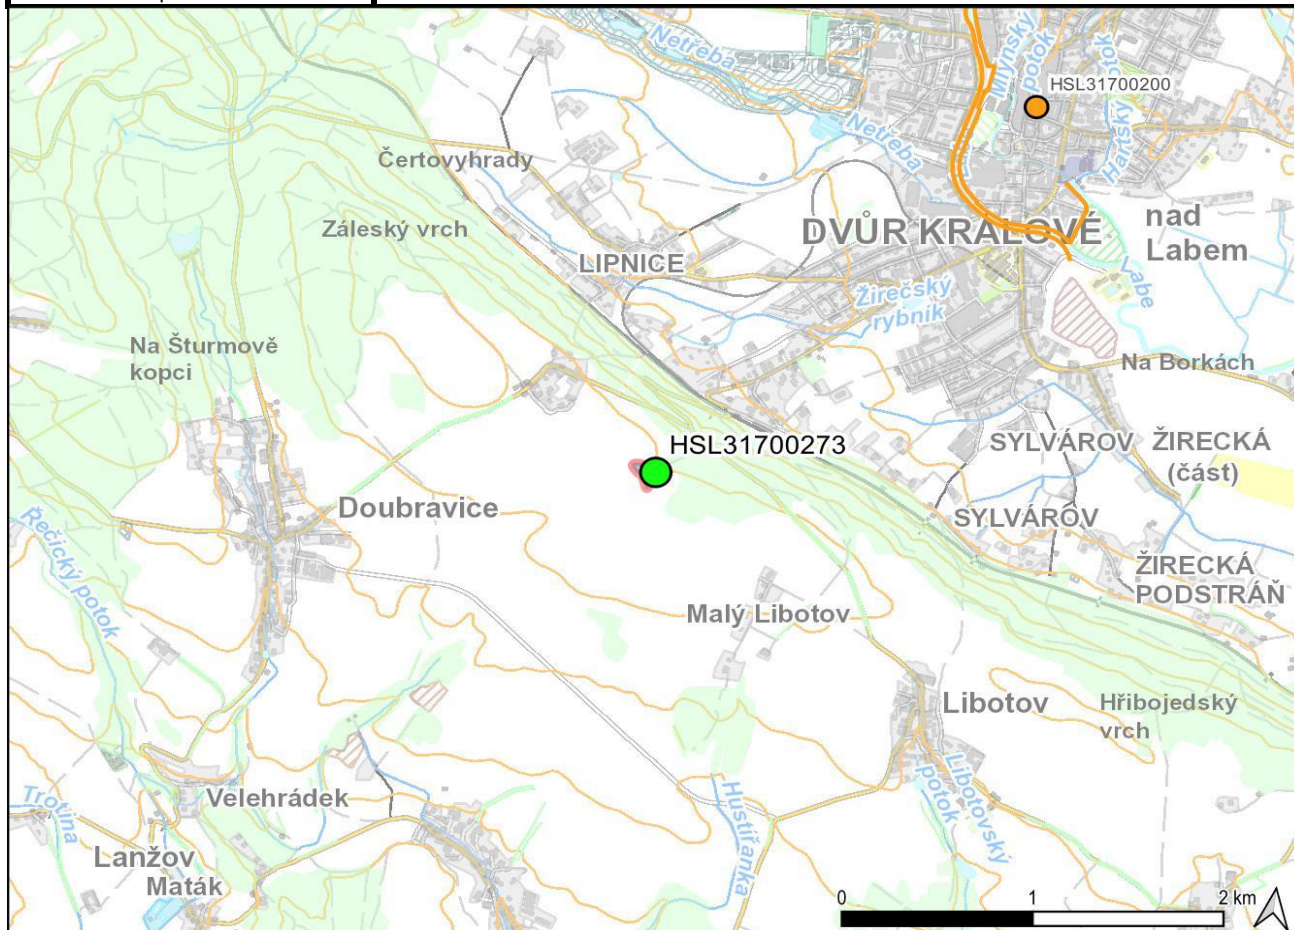 Netřeba
Mlýnský
potok
HSL31700200
Hartský
potok
Netřeba
Čertovyhrady
Záleský vrch
LIPNICE
DVŮR KRÁLOVÉ
nad
Labem
Labe
Žirečský
rybník
Na Šturmově
kopci
Na Borkách
HSL31700273
SYLVÁROV
ŽIRECKÁ
(část)
Doubravice
SYLVÁROV
Řečický potok
ŽIRECKÁ
PODSTRÁŇ
Malý Libotov
Libotov
Hřibojedský
vrch
Libotovský
potok
Hustířanka
Velehrádek
Trotina
Lanžov
Maták
0 1 2 km